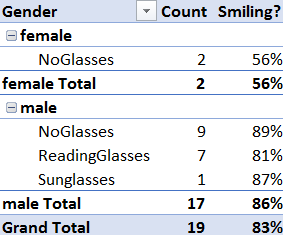 Gender Count Smiling?
female
NoGlasses 2 56%
female Total 2 56%
male
NoGlasses 9 89%
ReadingGlasses 7 81%
Sunglasses 1 87%
male Total 17 86%
Grand Total 19 83%